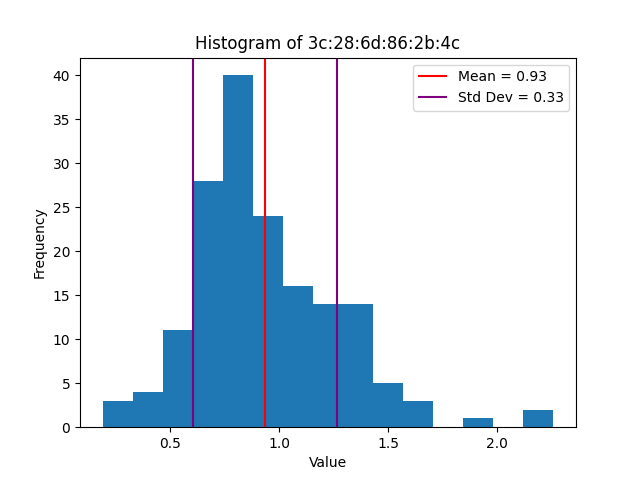 Histogram of 3c:28:6d:86:2b:4c
Mean = 0.93
Std Dev = 0.33
Frequency
40
35
30
25
20
15
10
5
0
0.5 1.0 1.5 2.0
Value